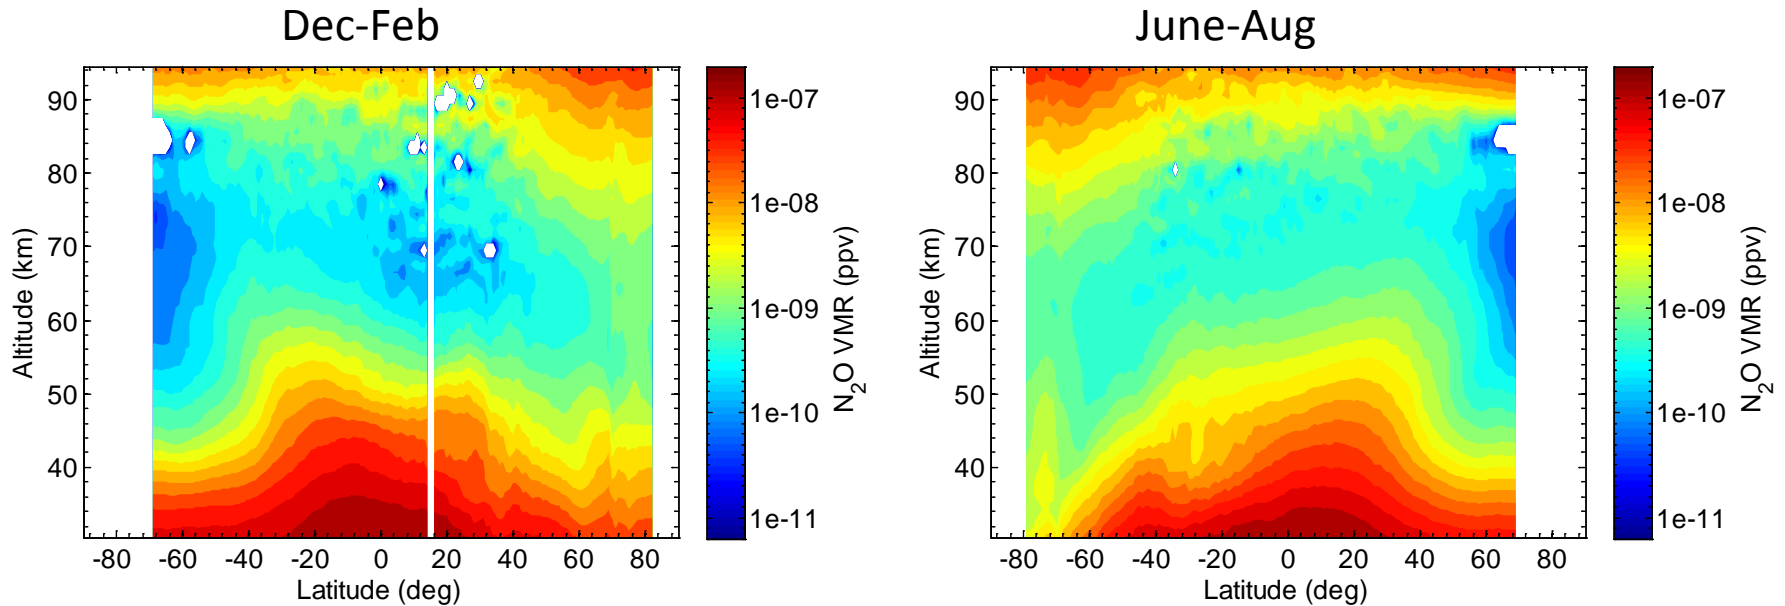 Dec-Feb
June-Aug
90
80
70
60
50
40
-80 -60 -40 -20 0 20 40 60 80
Altitude (km)
Latitude (deg)
1e-07
1e-08
1e-09
1e-10
1e-11
N2O VMR (ppv)
90
80
70
60
50
40
-80 -60 -40 -20 0 20 40 60 80
Altitude (km)
Latitude (deg)
1e-07
1e-08
1e-09
1e-10
1e-11
N2O VMR (ppv)